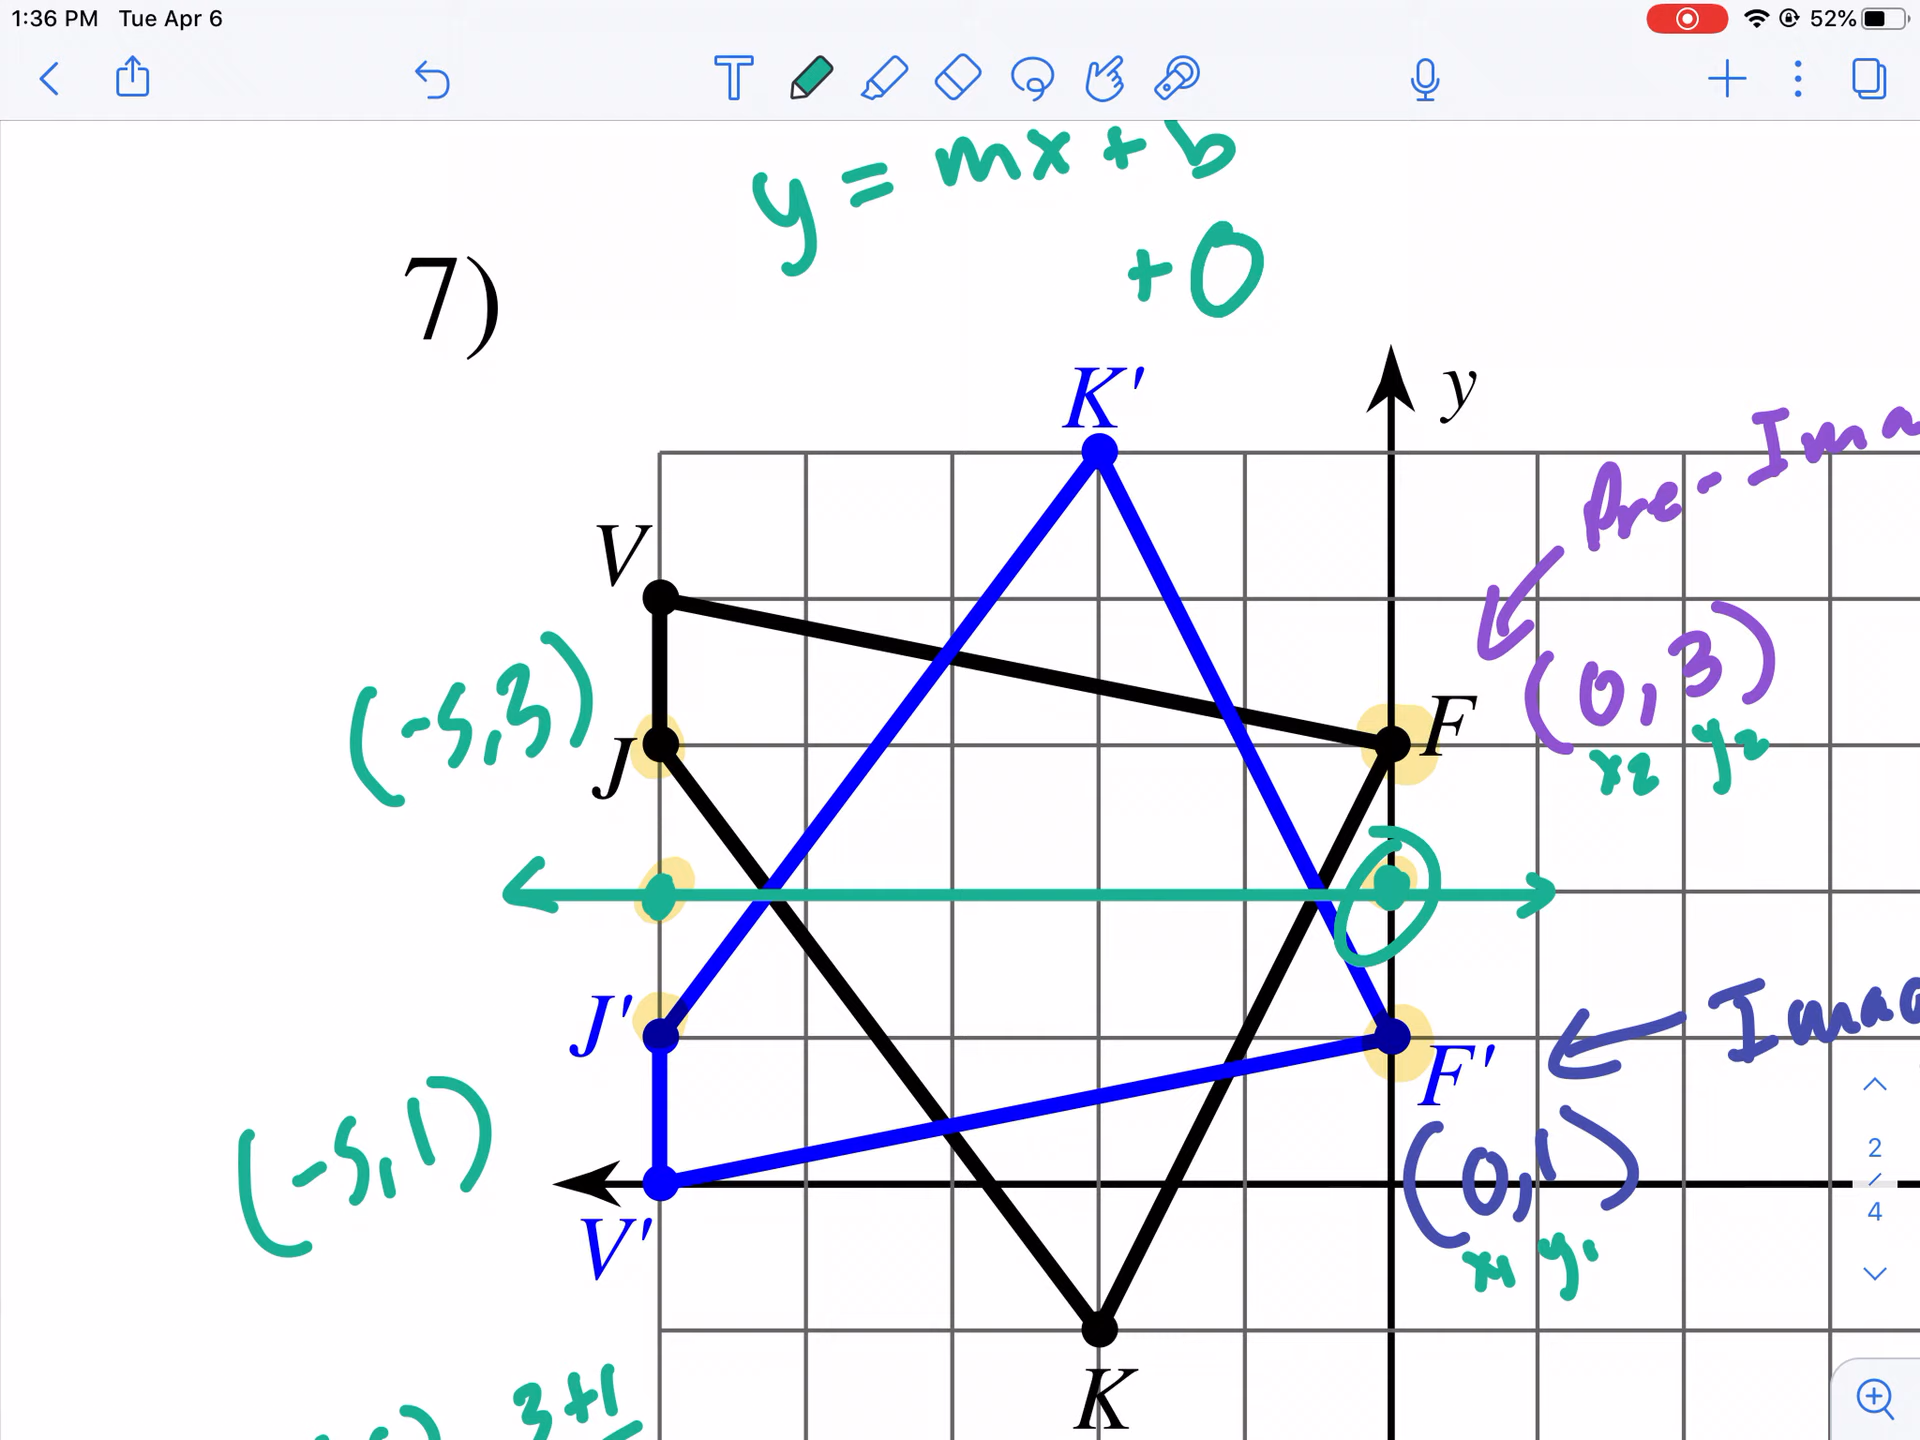 1:36 PM Tue Apr 6
52%
T
y = mx + b
+ 0
7)
K'
y
Pre-Ima
V
(-5,3)
J
F
(0,3)
x2 y2
J'
Ima
F'
(-5,1)
(0,1)
x1 y1
V'
2
/
4
K
3+1